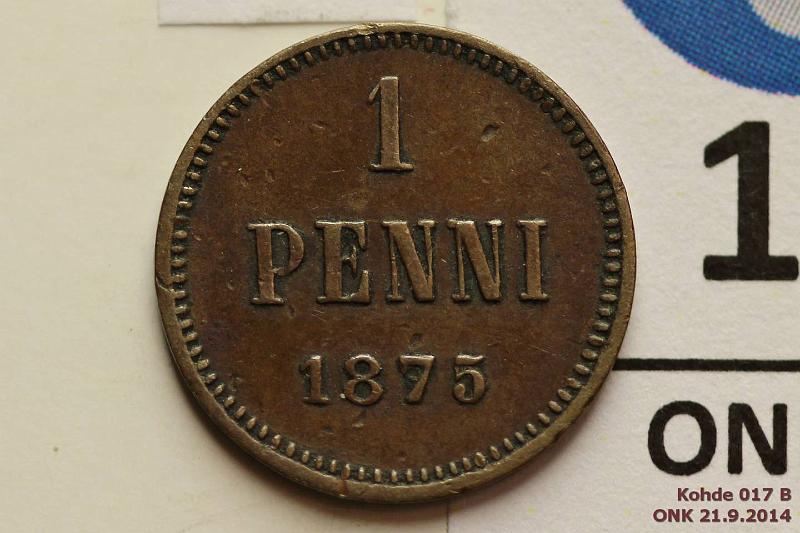 1
PENNI
1875
1
ON
Kohde 017 B
ONK 21.9.2014